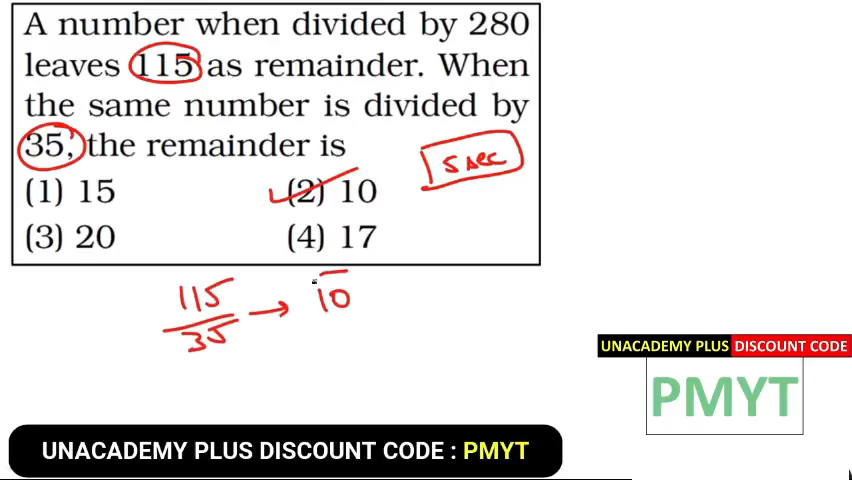 A number when divided by 280
leaves 115 as remainder. When
the same number is divided by
35, the remainder is
5 sec
(1) 15 (2) 10
(3) 20 (4) 17
115
35
→ 10
UNACADEMY PLUS DISCOUNT CODE
PMYT
UNACADEMY PLUS DISCOUNT CODE : PMYT